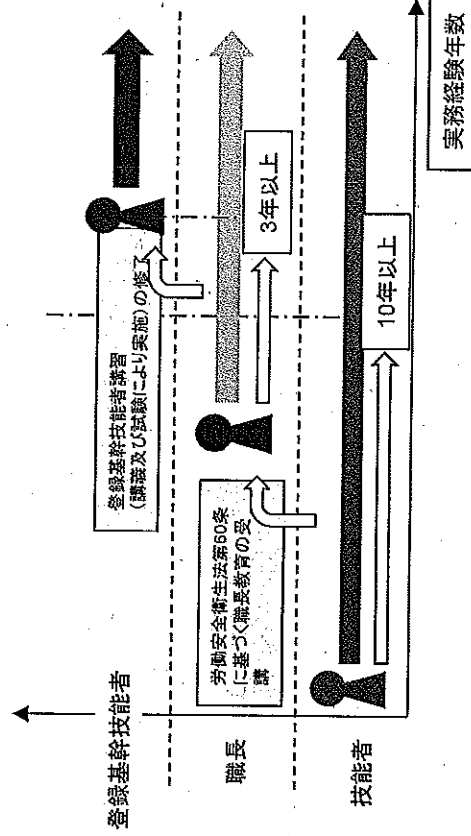 登録基幹技能者
登録基幹技能者講習
(講義及び試験により実施)の修了
職長
労働安全衛生法第60条
に基づく職長教育の受
講
3年以上
技能者
10年以上
実務経験年数